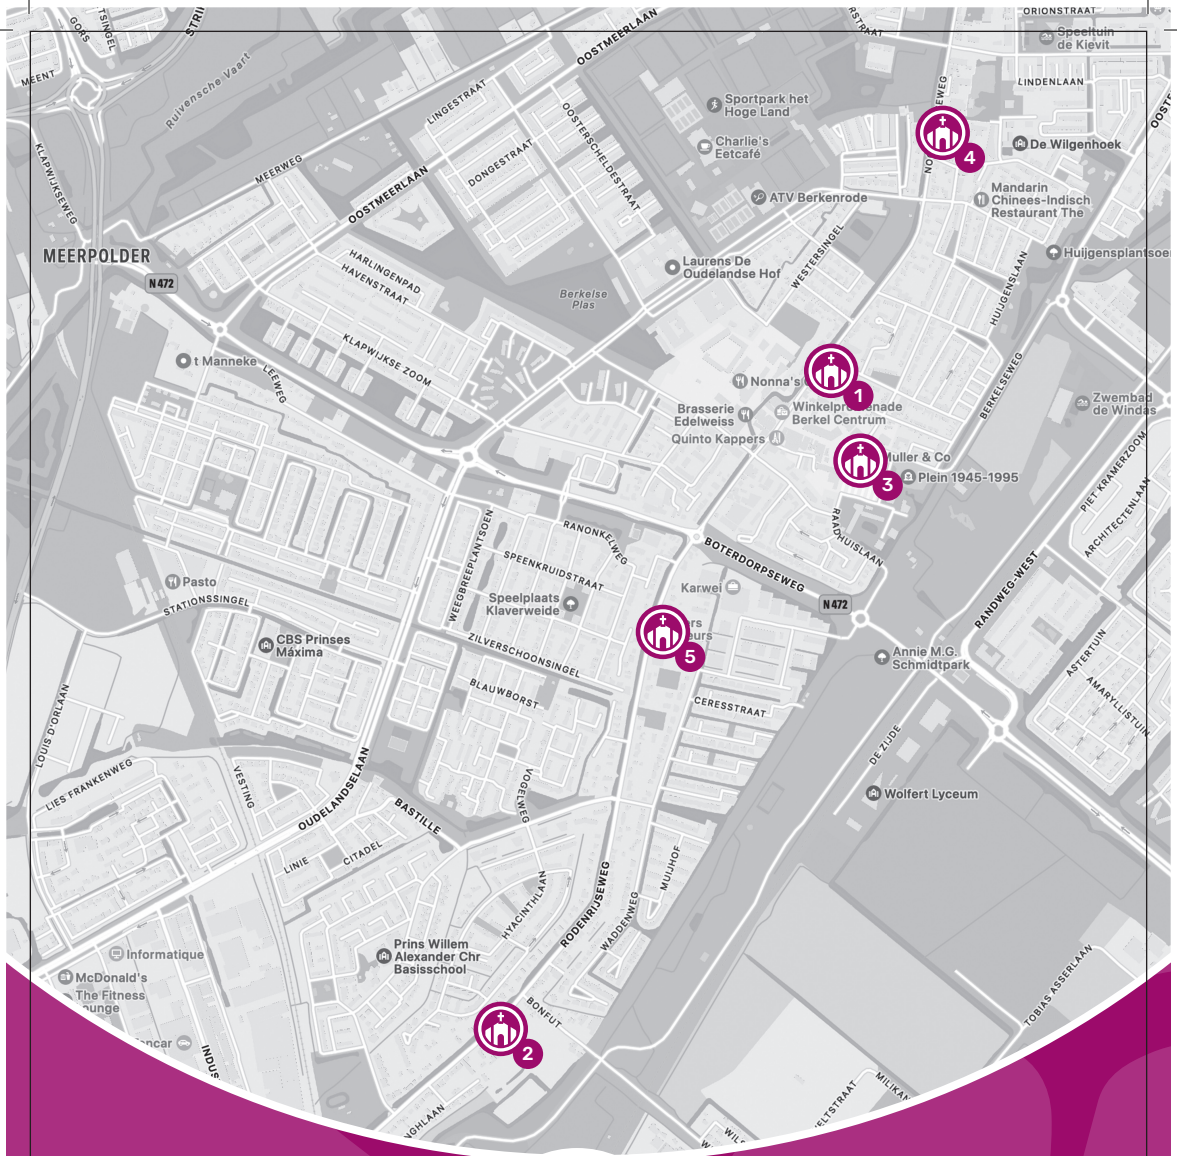 ORIONSTRAAT
Speeltuin
de Kievit
GORS
MEENT
Ruivensche Vaart
OOSTMEERLAAN
LINGESTRAAT
Sportpark het
Hoge Land
LINDENLAAN
Charlie's
Eetcafé
OOSTERSCHELDESTRAAT
DONGESTRAAT
4
De Wilgenhoek
KLAPWIJKSEWEG
MEERWEG
OOSTMEERLAAN
ATV Berkenrode
Mandarin
Chinees-Indisch
Restaurant The
MEERPOLDER
HARLINGENPAD
HAVENSTRAAT
Laurens De
Oudelandse Hof
WESTERSINGEL
HUIJGENSLAAN
N 472
Berkelse
Plas
KLAPWIJKSE ZOOM
t Manneke
LEEWEG
Nonna's
1
BERKELSEWEG
Zwembad
de Windas
Brasserie
Edelweiss
Berkel Centrum
Quinto Kappers
PIET KRAMERZOOM
Muller & Co
3
Plein 1945-1995
ARCHITECTENLAAN
RAADHUISLAAN
WEEGBREEPLANTSOEN
RANONKELWEG
BOTERDORPSEWEG
SPEENKRUIDSTRAAT
RANDWEG-WEST
Pasto
STATIONSSINGEL
Speelplaats
Klaverweide
Karwei
N 472
CBS Prinses
Máxima
ZILVERSCHOONSINGEL
5
Annie M.G.
Schmidtpark
ASTERTUIN
BLAUWBORST
CERESSTRAAT
AMARYLLISTUIN
LOUIS D'ORLAAN
DE ZIJDE
LIES FRANKENWEG
VESTING
OUDELANDSELAAN
BASTILLE
VOGELWEG
Wolfert Lyceum
LINIE
CITADEL
MUIJHOF
HYACINTHLAAN
RODENRIJSEWEG
WADDENWEG
Informatique
Prins Willem
Alexander Chr
Basisschool
McDonald's
The Fitness
BONFUT
TOBIAS ASSERLAAN
2